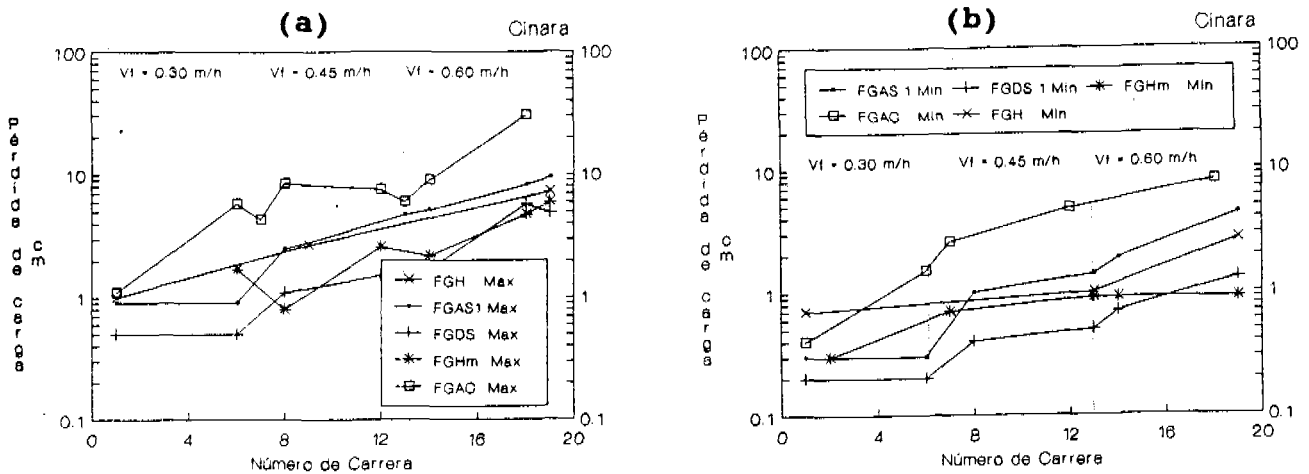 (a)
Cinara
Vf = 0.30 m/h Vf = 0.45 m/h Vf = 0.60 m/h
100
10
1
0.1
100
10
1
0.1
Pérdida de carga
cm
FGH Max
FGAS1 Max
FGDS Max
FGHm Max
FGAC Max
0 4 8 12 16 20
Número de Carrera
(b)
Cinara
FGAS 1 Min FGDS 1 Min FGHm Min
FGAC Min FGH Min
Vf = 0.30 m/h Vf = 0.45 m/h Vf = 0.60 m/h
100
10
1
0.1
100
10
1
0.1
Pérdida de carga
cm
0 4 8 12 16 20
Número de Carrera